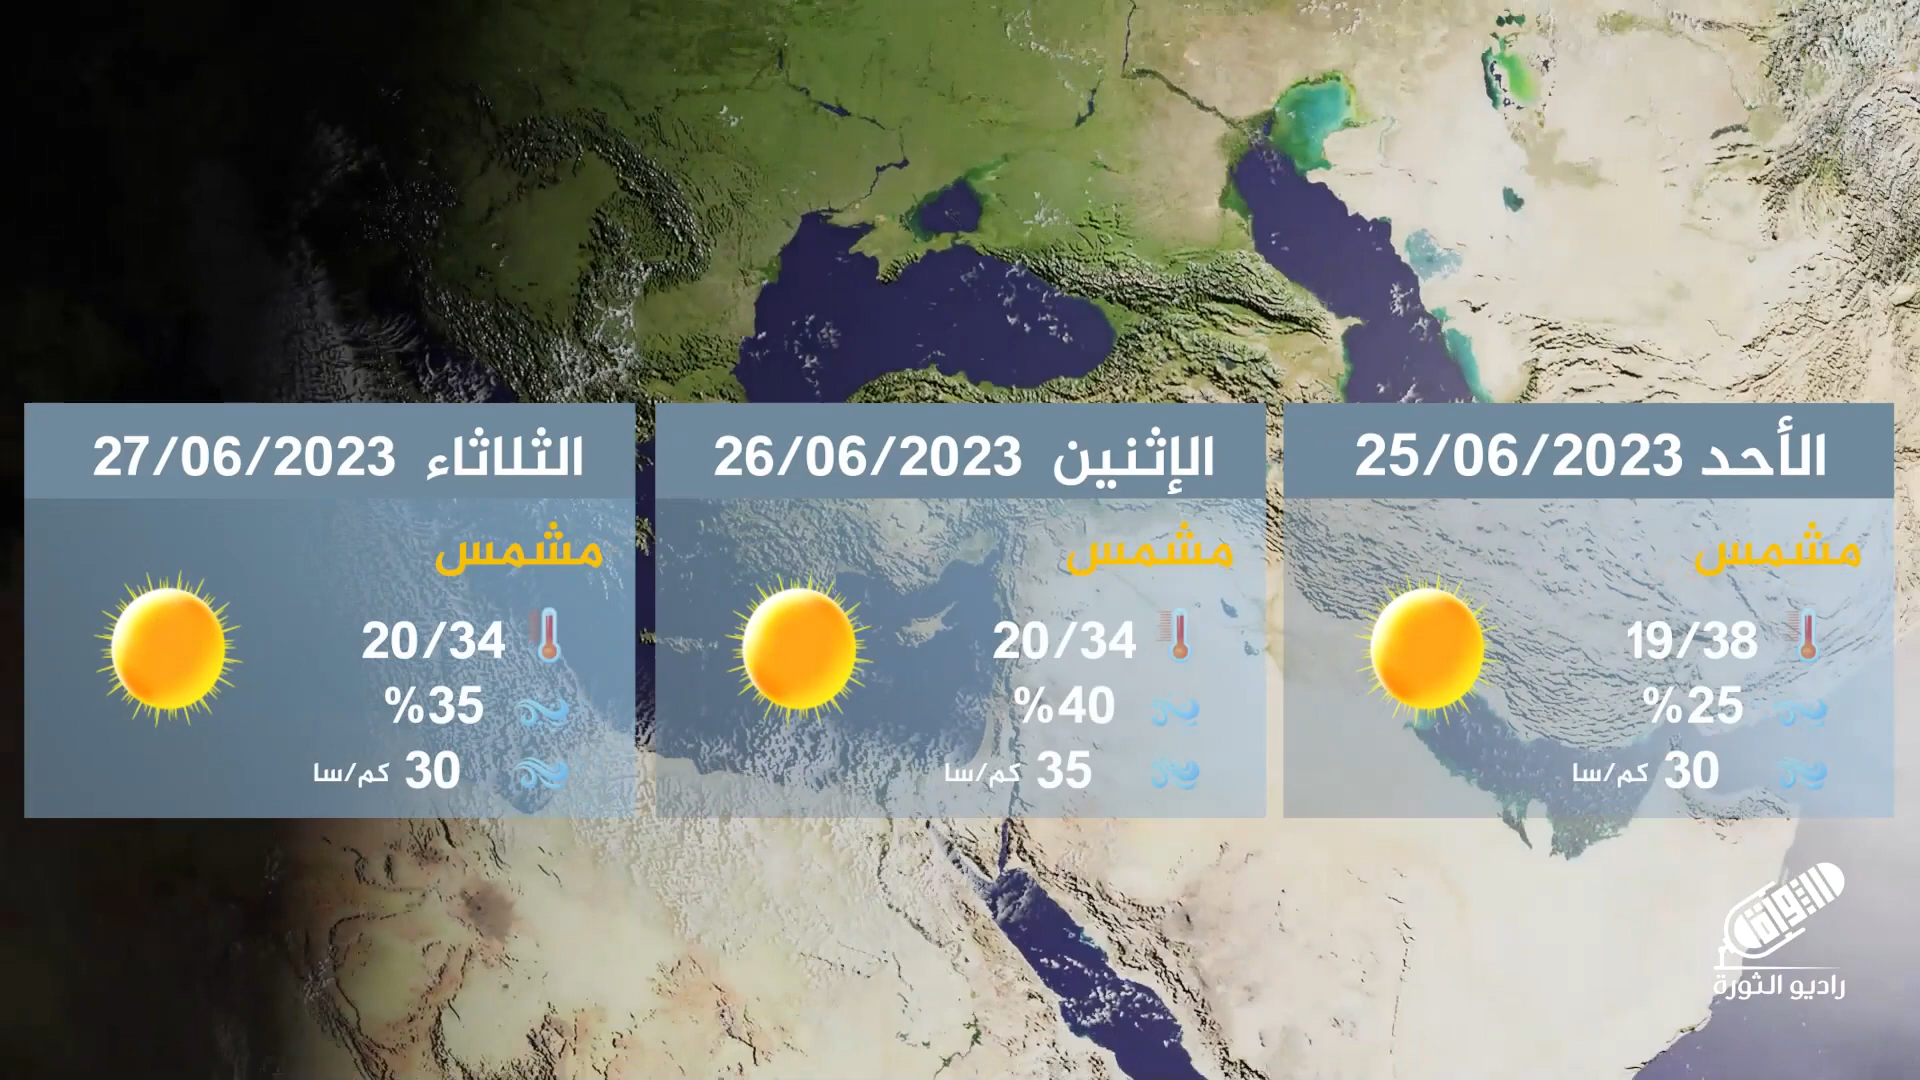 الأحد 25/06/2023
مشمس
19/38
%25
30 كم/سا
الإثنين 26/06/2023
مشمس
20/34
%40
35 كم/سا
الثلاثاء 27/06/2023
مشمس
20/34
%35
30 كم/سا
الثورة
راديو الثورة